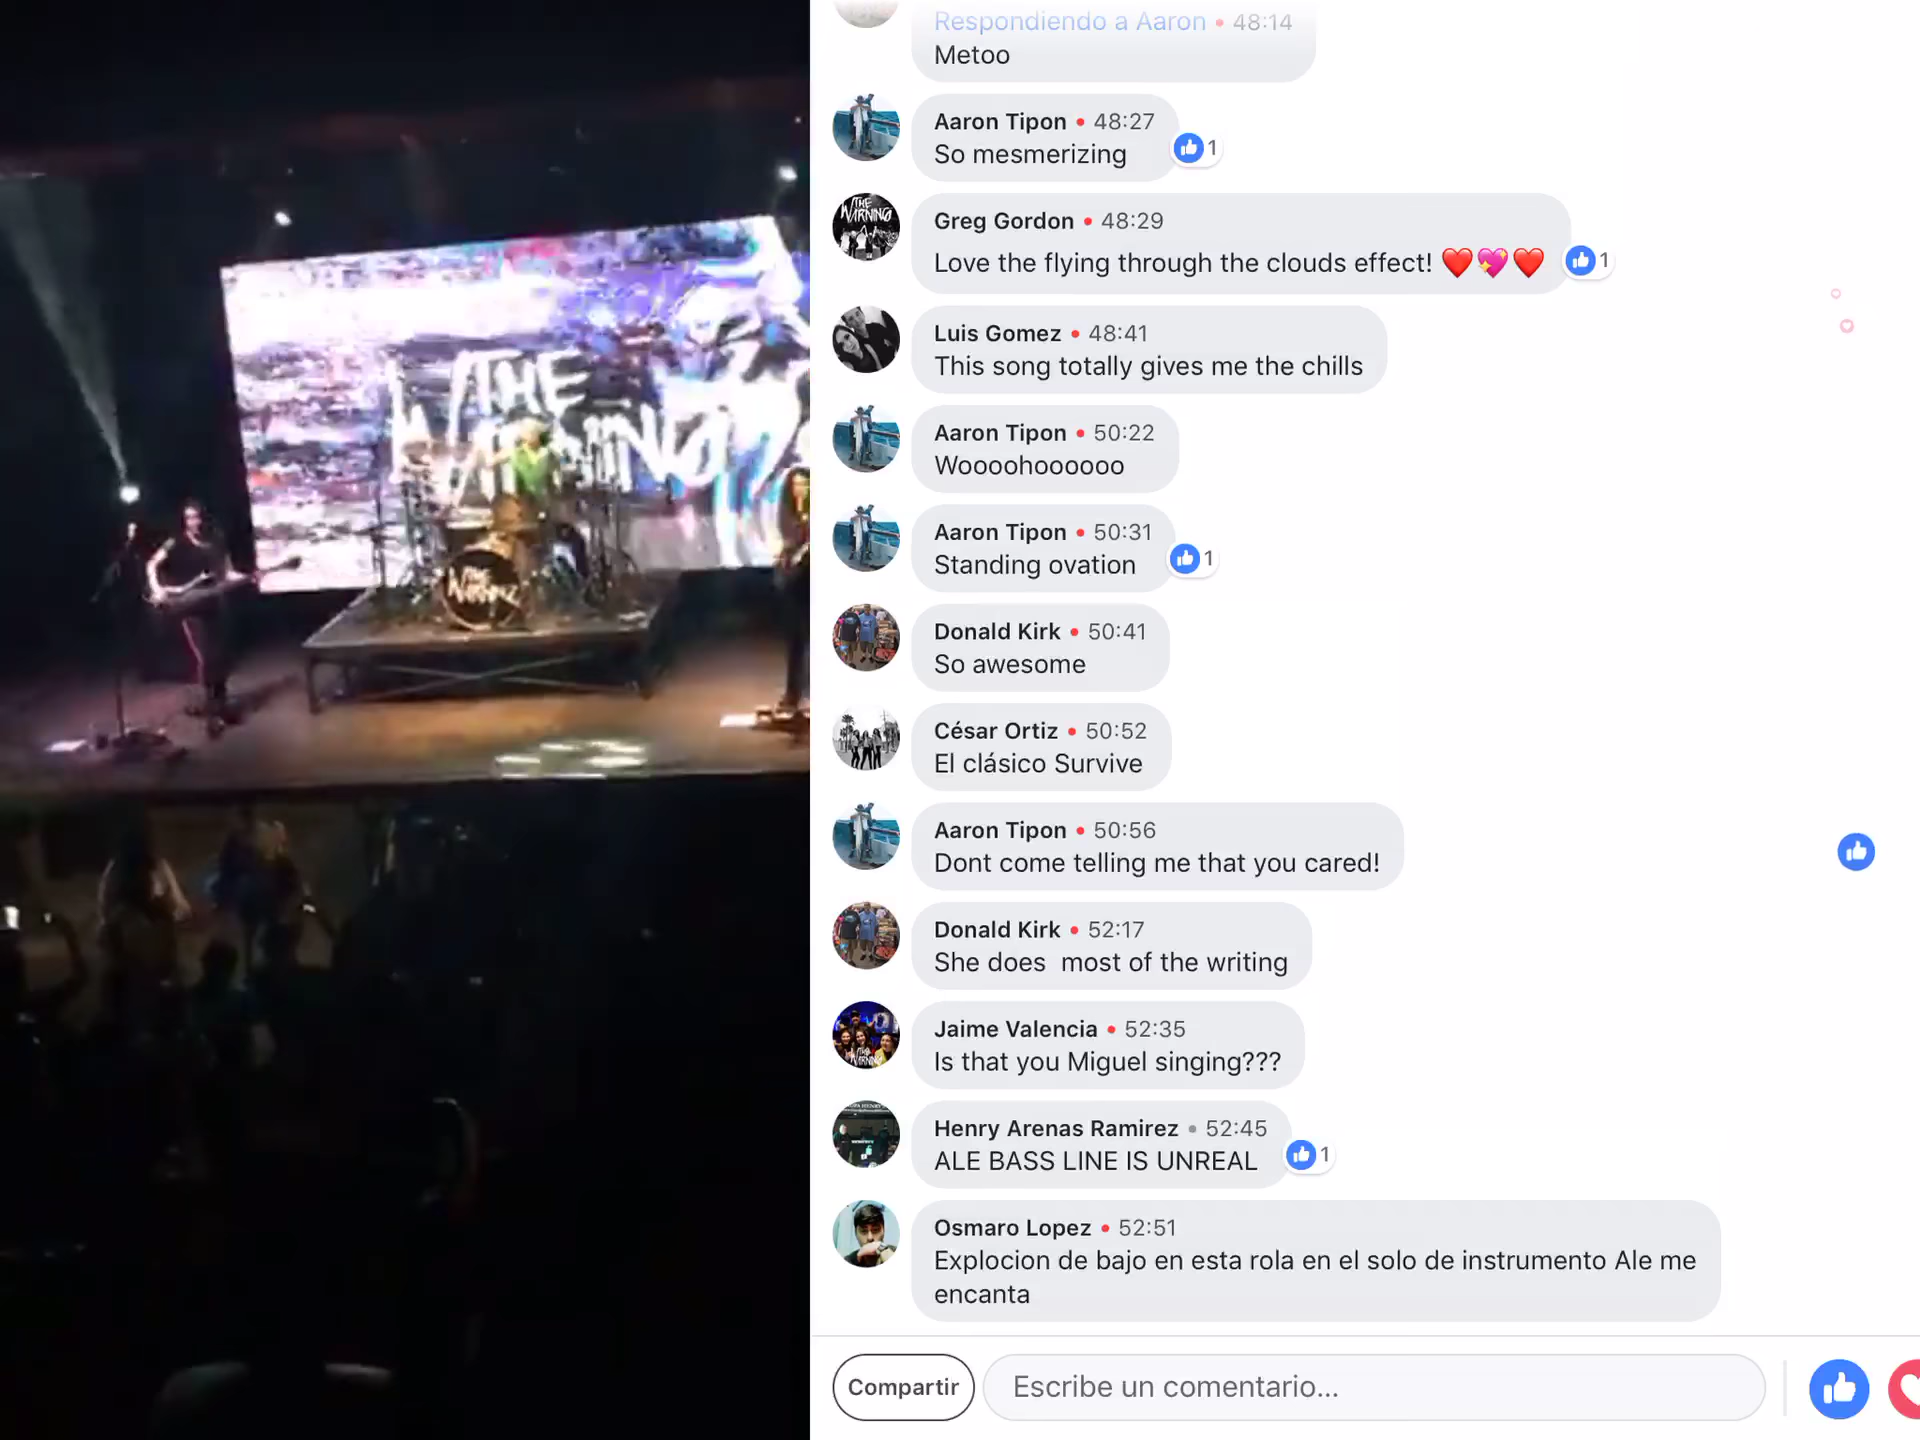 THE
WARNING
THE
WARNING
Respondiendo a Aaron • 48:14
Metoo
Aaron Tipon • 48:27
So mesmerizing
1
THE
WARNING
Greg Gordon • 48:29
Love the flying through the clouds effect! ❤️💖❤️
1
Luis Gomez • 48:41
This song totally gives me the chills
Aaron Tipon • 50:22
Woooohoooooo
Aaron Tipon • 50:31
Standing ovation
1
Donald Kirk • 50:41
So awesome
César Ortiz • 50:52
El clásico Survive
Aaron Tipon • 50:56
Dont come telling me that you cared!
Donald Kirk • 52:17
She does  most of the writing
Jaime Valencia • 52:35
Is that you Miguel singing???
Henry Arenas Ramirez • 52:45
ALE BASS LINE IS UNREAL
1
Osmaro Lopez • 52:51
Explocion de bajo en esta rola en el solo de instrumento Ale me
encanta
Compartir
Escribe un comentario...